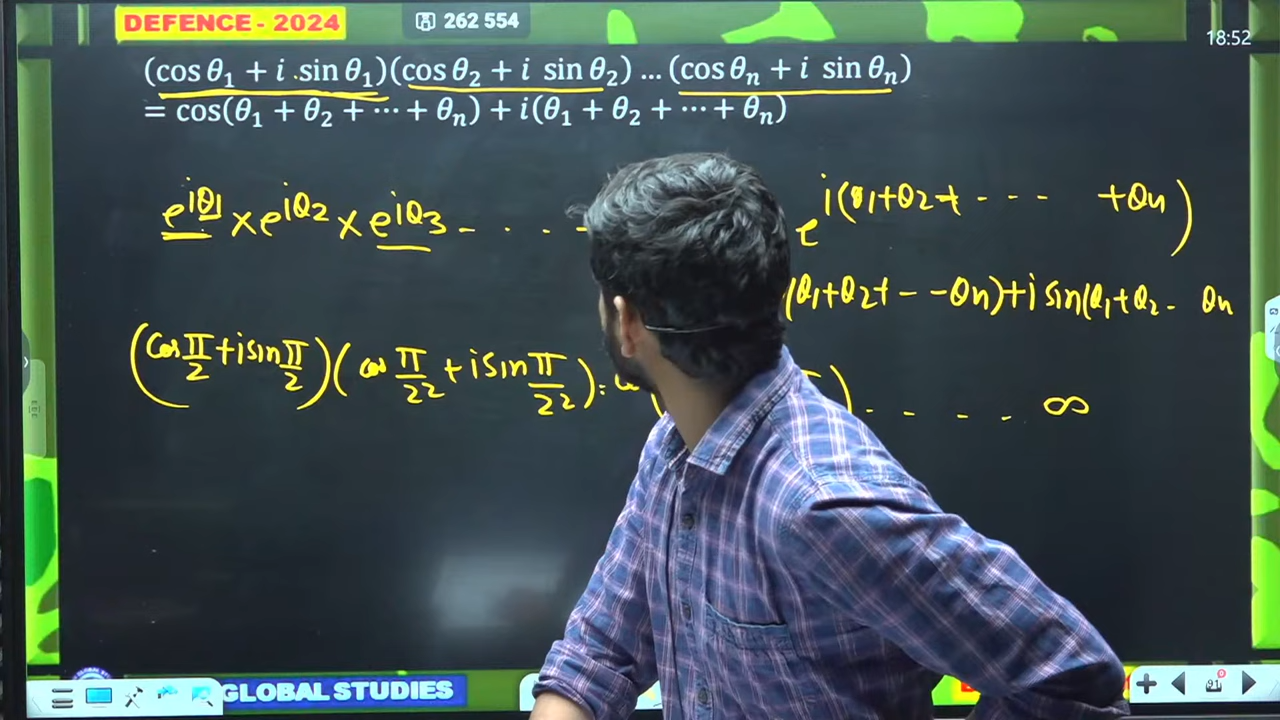 DEFENCE - 2024
262 554
18:52
(cos θ₁ + i .sin θ₁)(cos θ₂ + i sin θ₂) ... (cos θₙ + i sin θₙ)
= cos(θ₁ + θ₂ + ⋯ + θₙ) + i(θ₁ + θ₂ + ⋯ + θₙ)
e^iθ1 × e^iθ2 × e^iθ3 - . . . - e^i(θ1+θ2+ - - - +θn)
(θ1+θ2+ - - θn)+i sin(θ1+θ2 - θn
(cos π/2 + i sin π/2)(cos π/22 + i sin π/22) ) . - - . ∞
GLOBAL STUDIES